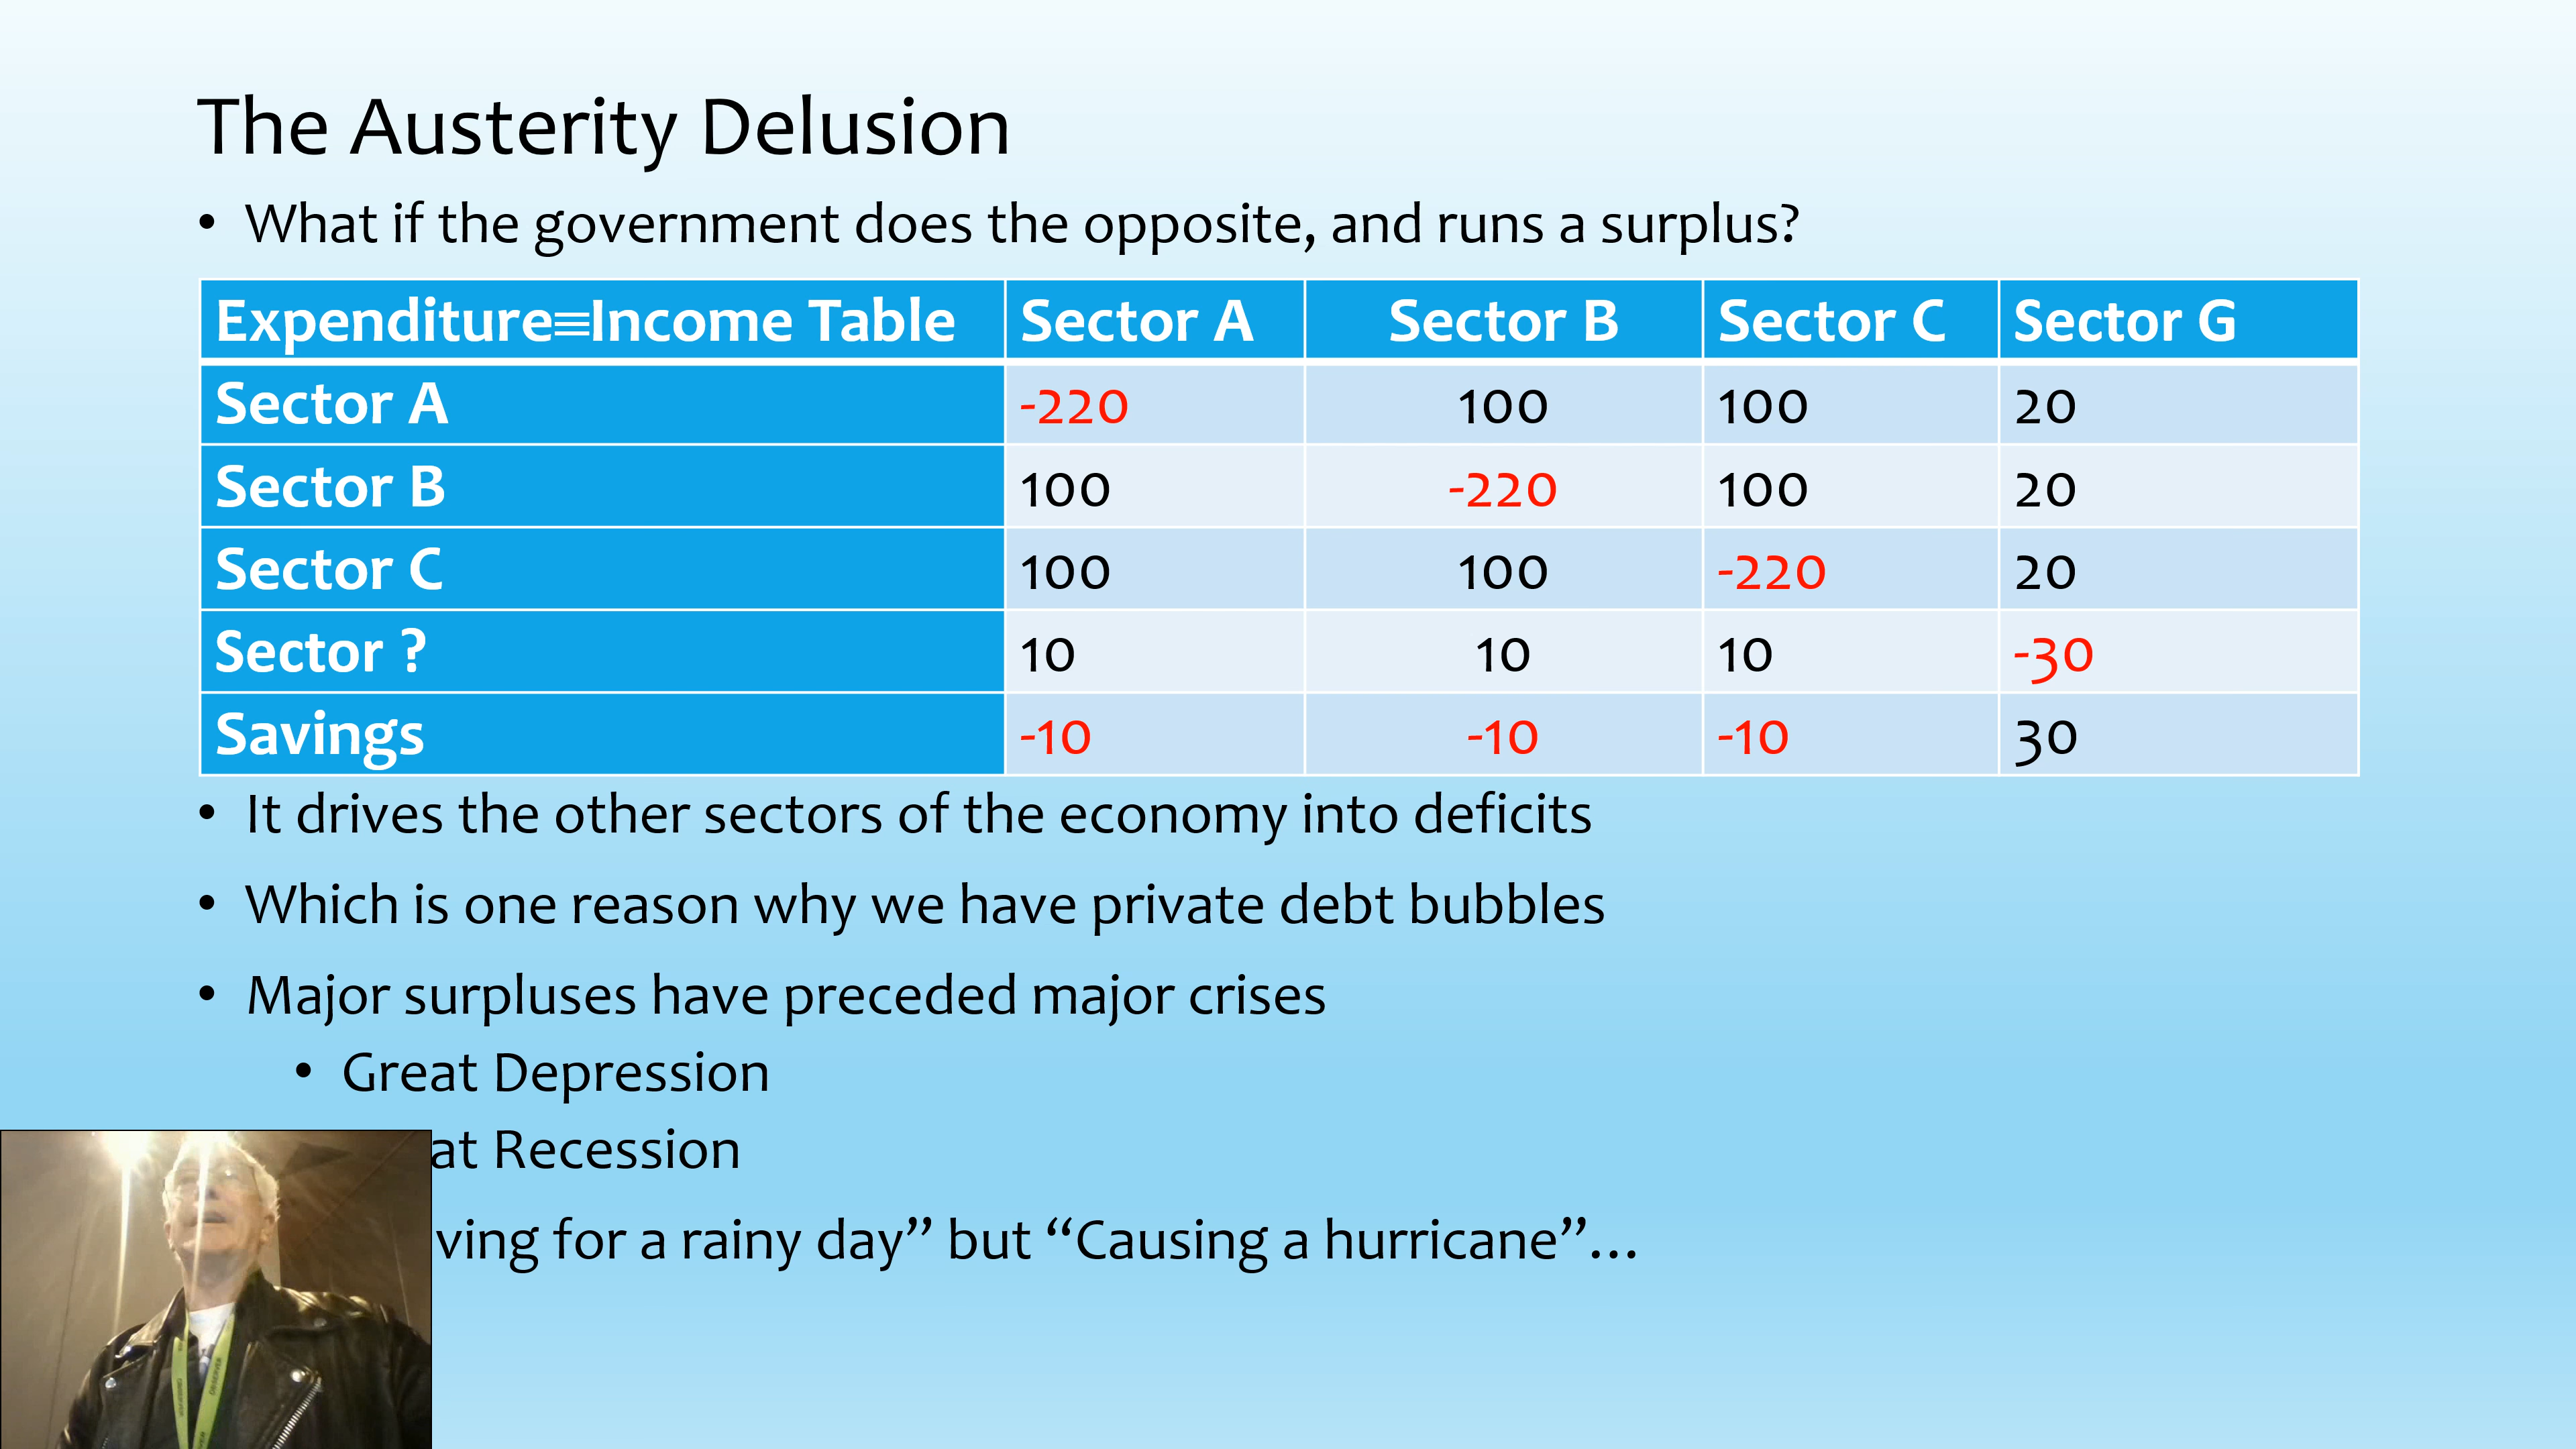 The Austerity Delusion
• What if the government does the opposite, and runs a surplus?
Expenditure≡Income Table Sector A Sector B Sector C Sector G
Sector A -220 100 100 20
Sector B 100 -220 100 20
Sector C 100 100 -220 20
Sector ? 10 10 10 -30
Savings -10 -10 -10 30
• It drives the other sectors of the economy into deficits
• Which is one reason why we have private debt bubbles
• Major surpluses have preceded major crises
• Great Depression
at Recession
ving for a rainy day” but “Causing a hurricane”...
OBSERVER
OBSERVER